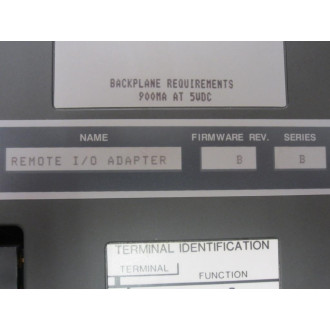 BACKPLANE REQUIREMENTS
900MA AT 5VDC
NAME FIRMWARE REV. SERIES
REMOTE I/O ADAPTER B B
TERMINAL IDENTIFICATION
TERMINAL FUNCTION